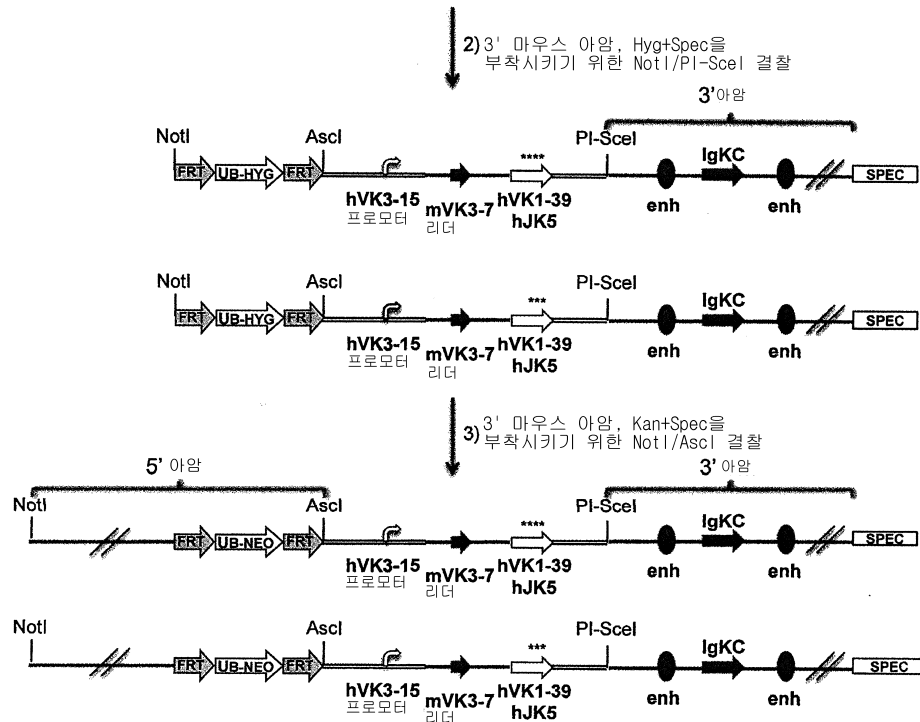 2) 3' 마우스 아암, Hyg+Spec을
부착시키기 위한 NotI/PI-SceI 결찰
3' 아암
NotI AscI PI-SceI
FRT UB-HYG FRT **** IgKC SPEC
hVK3-15 mVK3-7 hVK1-39 enh enh
프로모터 리더 hJK5
NotI AscI PI-SceI
FRT UB-HYG FRT *** IgKC SPEC
hVK3-15 mVK3-7 hVK1-39 enh enh
프로모터 리더 hJK5
3) 3' 마우스 아암, Kan+Spec을
부착시키기 위한 NotI/AscI 결찰
5' 아암 3' 아암
NotI AscI PI-SceI
FRT UB-NEO FRT **** IgKC SPEC
hVK3-15 mVK3-7 hVK1-39 enh enh
프로모터 리더 hJK5
NotI AscI PI-SceI
FRT UB-NEO FRT *** IgKC SPEC
hVK3-15 mVK3-7 hVK1-39 enh enh
프로모터 리더 hJK5